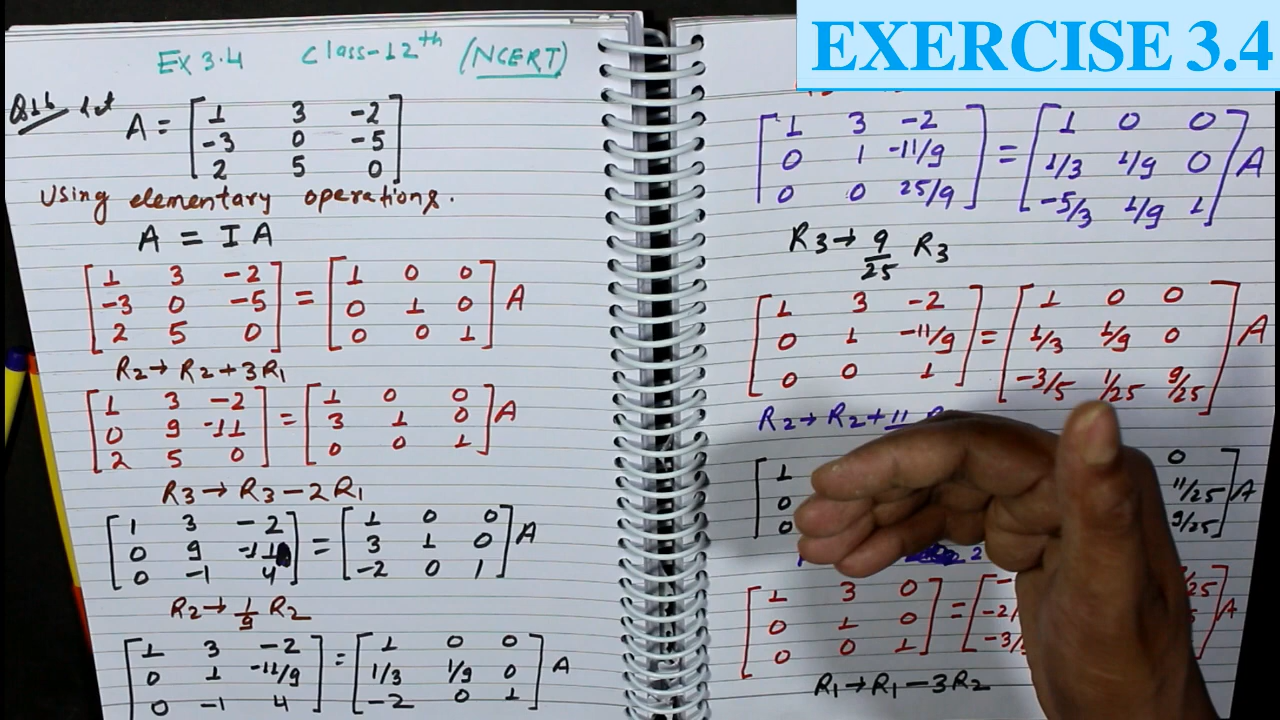 EXERCISE 3.4
Ex 3.4 Class-12th (NCERT)
Q16 Let
A = [1 3 -2
-3 0 -5
2 5 0]
Using elementary operations.
A = I A
[1 3 -2] = [1 0 0] A
[-3 0 -5] [0 1 0]
[2 5 0] [0 0 1]
R2 → R2 + 3R1
[1 3 -2] = [1 0 0] A
[0 9 -11] [3 1 0]
[2 5 0] [0 0 1]
R3 → R3 - 2R1
[1 3 -2] = [1 0 0] A
[0 9 -11] [3 1 0]
[0 -1 4] [-2 0 1]
R2 → 1/9 R2
[1 3 -2] = [1 0 0] A
[0 1 -11/9] [1/3 1/9 0]
[0 -1 4] [-2 0 1]
[1 3 -2] = [1 0 0] A
[0 1 -11/9] [1/3 1/9 0]
[0 0 25/9] [-5/3 1/9 1]
R3 → 9/25 R3
[1 3 -2] = [1 0 0] A
[0 1 -11/9] [1/3 1/9 0]
[0 0 1] [-3/5 1/25 9/25]
R2 → R2 + 11
[1 0] A
[0 11/25]
[0 9/25]
2
[1 3 0] = [ A
[0 1 0]
[0 0 1]
R1 → R1 - 3R2